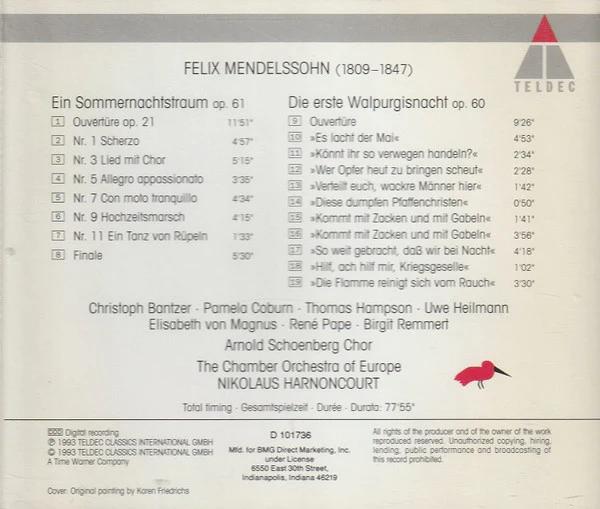 TELDEC
FELIX MENDELSSOHN (1809–1847)
Ein Sommernachtstraum op. 61
1 Ouvertüre op. 21 11'51"
2 Nr. 1 Scherzo 4'57"
3 Nr. 3 Lied mit Chor 5'15"
4 Nr. 5 Allegro appassionato 3'35"
5 Nr. 7 Con moto tranquillo 4'34"
6 Nr. 9 Hochzeitsmarsch 4'15"
7 Nr. 11 Ein Tanz von Rüpeln 1'33"
8 Finale 5'30"
Die erste Walpurgisnacht op. 60
9 Ouvertüre 9'26"
10 »Es lacht der Mai« 4'53"
11 »Könnt ihr so verwegen handeln?« 2'34"
12 »Wer Opfer heut zu bringen scheut« 2'28"
13 »Verteilt euch, wackre Männer hier« 1'42"
14 »Diese dumpfen Pfaffenchristen« 0'50"
15 »Kommt mit Zacken und mit Gabeln« 1'41"
16 »Kommt mit Zacken und mit Gabeln« 3'56"
17 »So weit gebracht, daß wir bei Nacht« 4'18"
18 »Hilf, ach hilf mir, Kriegsgeselle« 1'02"
19 »Die Flamme reinigt sich vom Rauch« 3'30"
Christoph Bantzer · Pamela Coburn · Thomas Hampson · Uwe Heilmann
Elisabeth von Magnus · René Pape · Birgit Remmert
Arnold Schoenberg Chor
The Chamber Orchestra of Europe
NIKOLAUS HARNONCOURT
Total timing · Gesamtspielzeit · Durée · Durata: 77'55"
DDD Digital recording
℗ 1993 TELDEC CLASSICS INTERNATIONAL GMBH
© 1993 TELDEC CLASSICS INTERNATIONAL GMBH
A Time Warner Company
D 101736
Mfd. for BMG Direct Marketing, Inc.
under License
6550 East 30th Street,
Indianapolis, Indiana 46219
All rights of the producer and of the owner of the work
reproduced reserved. Unauthorized copying, hiring,
lending, public performance and broadcasting of
this record prohibited.
Cover: Original painting by Karen Friedrichs